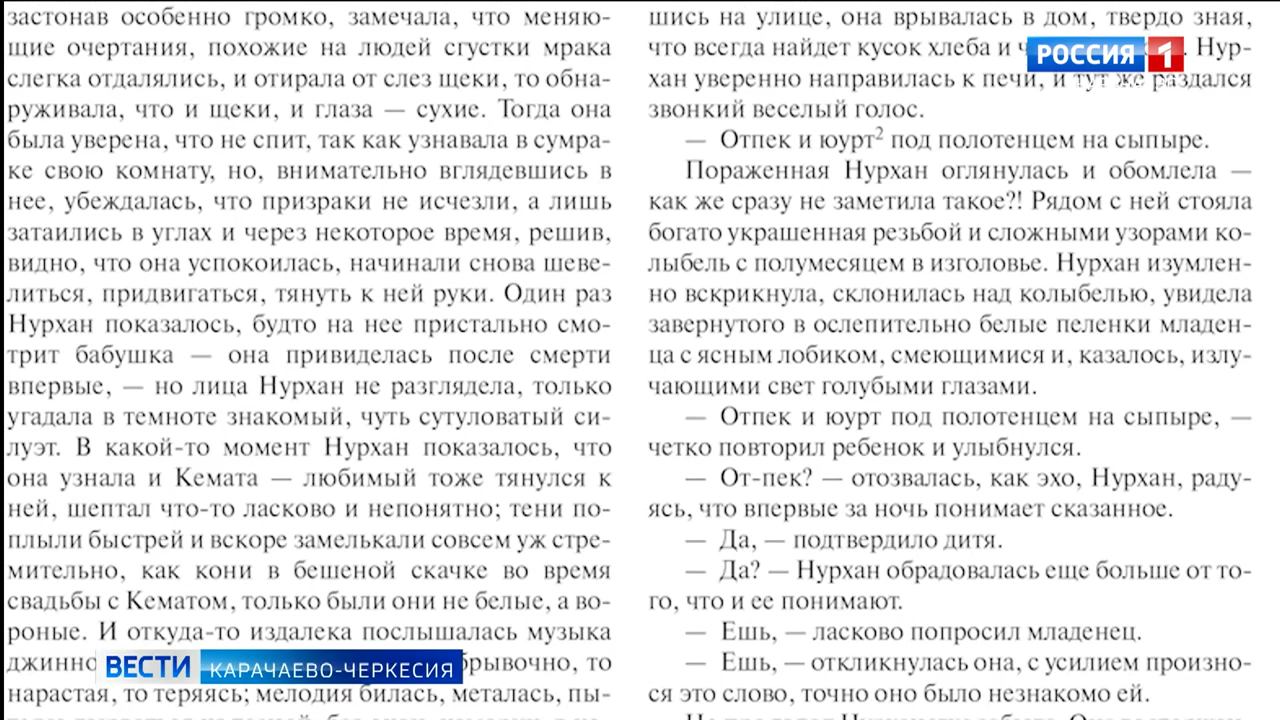 застонав особенно громко, замечала, что меняю-
щие очертания, похожие на людей сгустки мрака
слегка отдалялись, и отирала от слез щеки, то обна-
руживала, что и щеки, и глаза — сухие. Тогда она
была уверена, что не спит, так как узнавала в сумра-
ке свою комнату, но, внимательно вглядевшись в
нее, убеждалась, что призраки не исчезли, а лишь
затаились в углах и через некоторое время, решив,
видно, что она успокоилась, начинали снова шеве-
литься, придвигаться, тянуть к ней руки. Один раз
Нурхан показалось, будто на нее пристально смо-
трит бабушка — она привиделась после смерти
впервые, — но лица Нурхан не разглядела, только
угадала в темноте знакомый, чуть сутуловатый си-
луэт. В какой-то момент Нурхан показалось, что
она узнала и Кемата — любимый тоже тянулся к
ней, шептал что-то ласково и непонятно; тени по-
плыли быстрей и вскоре замелькали совсем уж стре-
мительно, как кони в бешеной скачке во время
свадьбы с Кематом, только были они не белые, а во-
роные. И откуда-то издалека послышалась музыка
джинно
брывочно, то
нарастая, то теряясь; мелодия билась, металась, пы-
шись на улице, она врывалась в дом, твердо зная,
что всегда найдет кусок хлеба и ч Нур-
хан уверенно направилась к печи, и тут же раздался
звонкий веселый голос.
— Отпек и юурт² под полотенцем на сыпыре.
Пораженная Нурхан оглянулась и обомлела —
как же сразу не заметила такое?! Рядом с ней стояла
богато украшенная резьбой и сложными узорами ко-
лыбель с полумесяцем в изголовье. Нурхан изумлен-
но вскрикнула, склонилась над колыбелью, увидела
завернутого в ослепительно белые пеленки младен-
ца с ясным лобиком, смеющимися и, казалось, излу-
чающими свет голубыми глазами.
— Отпек и юурт под полотенцем на сыпыре, —
четко повторил ребенок и улыбнулся.
— От-пек? — отозвалась, как эхо, Нурхан, раду-
ясь, что впервые за ночь понимает сказанное.
— Да, — подтвердило дитя.
— Да? — Нурхан обрадовалась еще больше от то-
го, что и ее понимают.
— Ешь, — ласково попросил младенец.
— Ешь, — откликнулась она, с усилием произно-
ся это слово, точно оно было незнакомо ей.
РОССИЯ 1
ВЕСТИ КАРАЧАЕВО-ЧЕРКЕСИЯ